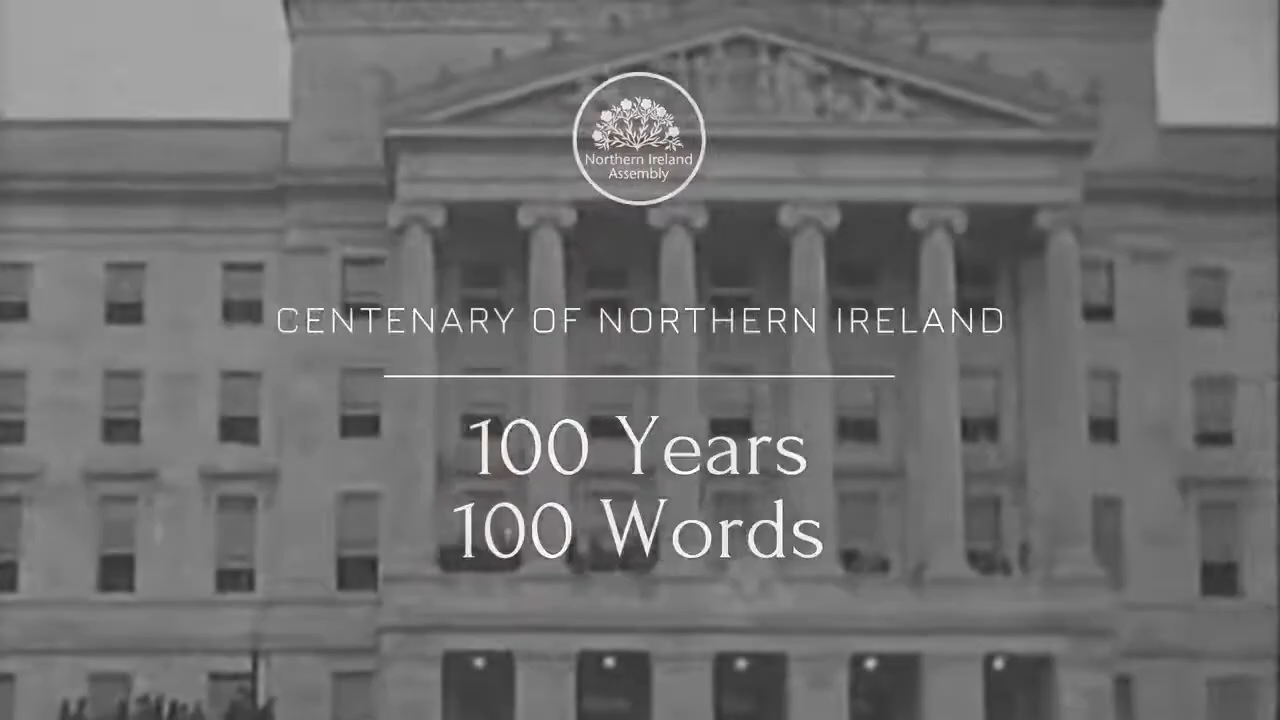 Northern Ireland
Assembly
CENTENARY OF NORTHERN IRELAND
100 Years
100 Words